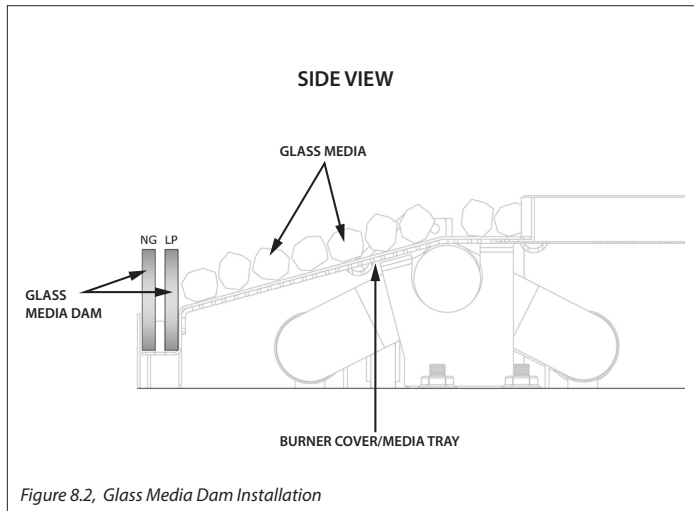 SIDE VIEW
GLASS MEDIA
NG LP
GLASS
MEDIA DAM
BURNER COVER/MEDIA TRAY
Figure 8.2, Glass Media Dam Installation